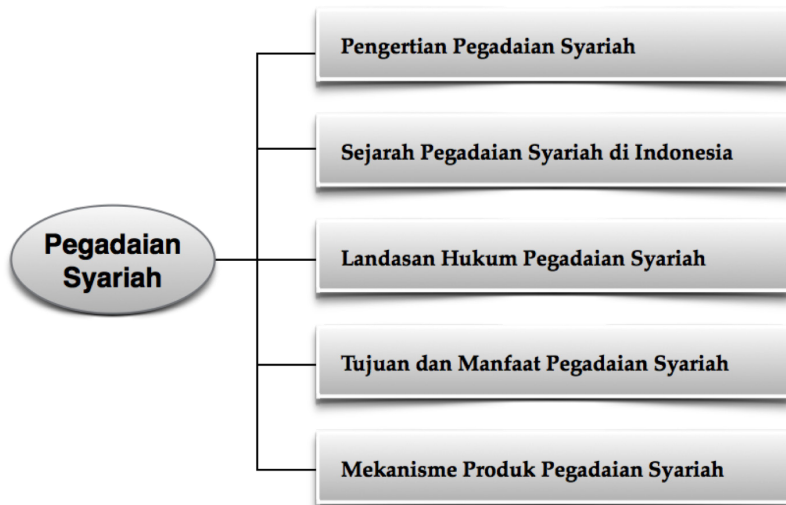 Pegadaian
Syariah
Pengertian Pegadaian Syariah
Sejarah Pegadaian Syariah di Indonesia
Landasan Hukum Pegadaian Syariah
Tujuan dan Manfaat Pegadaian Syariah
Mekanisme Produk Pegadaian Syariah